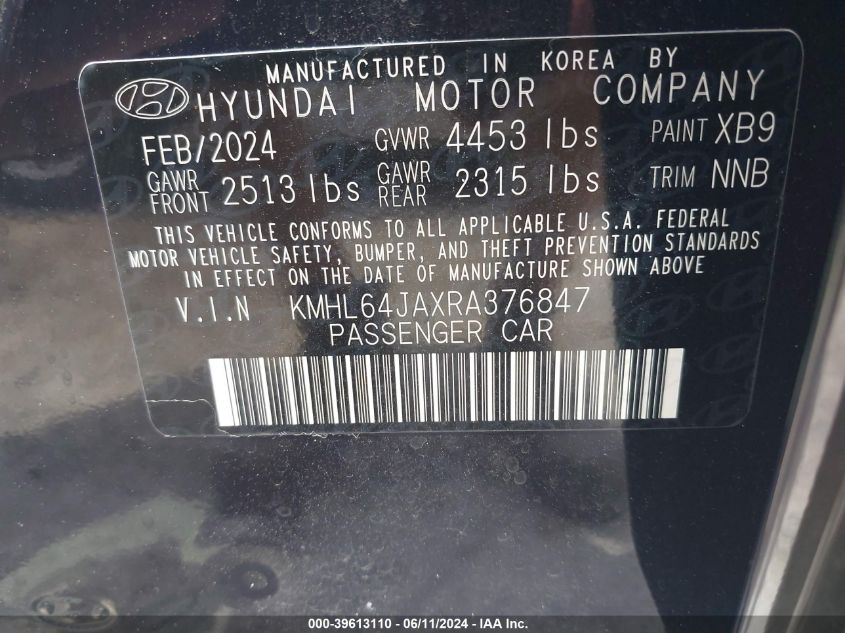 MANUFACTURED IN KOREA BY
HYUNDAI MOTOR COMPANY
FEB/2024 GVWR 4453 lbs PAINT XB9
GAWR FRONT 2513 lbs GAWR REAR 2315 lbs TRIM NNB
THIS VEHICLE CONFORMS TO ALL APPLICABLE U.S.A. FEDERAL
MOTOR VEHICLE SAFETY, BUMPER, AND THEFT PREVENTION STANDARDS
IN EFFECT ON THE DATE OF MANUFACTURE SHOWN ABOVE
V.I.N KMHL64JAXRA376847
PASSENGER CAR
000-39613110 - 06/11/2024 - IAA Inc.